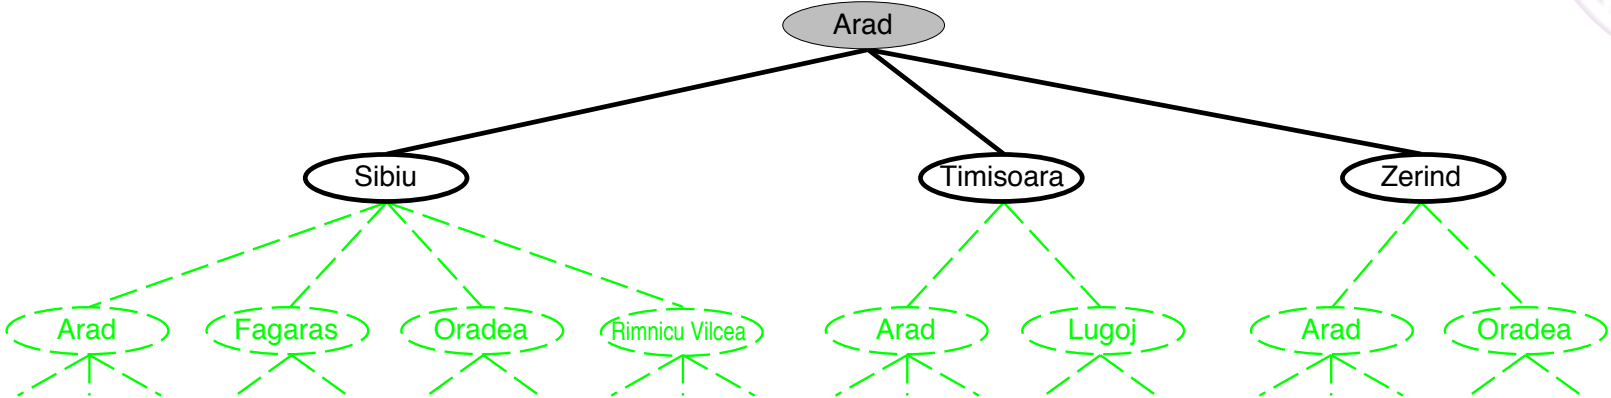 Arad
Sibiu
Timisoara
Zerind
Arad
Fagaras
Oradea
Rimnicu Vilcea
Arad
Lugoj
Arad
Oradea